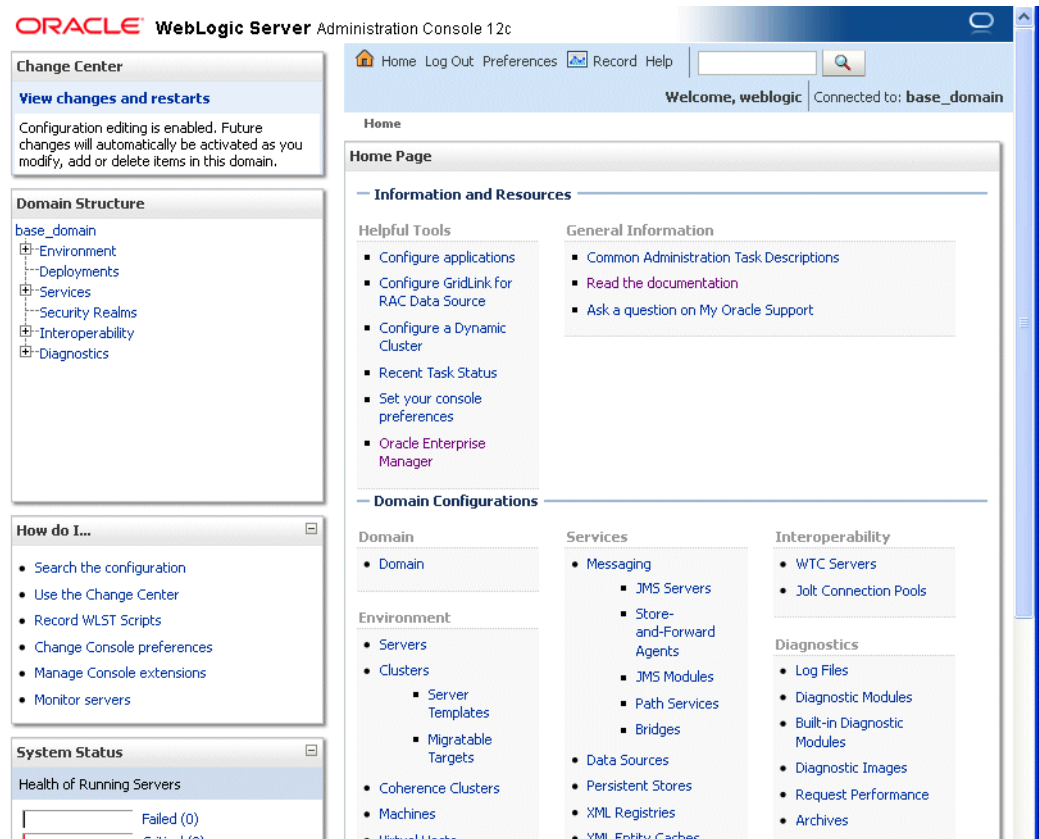 ORACLE WebLogic Server Administration Console 12c
Change Center
View changes and restarts
Configuration editing is enabled. Future
changes will automatically be activated as you
modify, add or delete items in this domain.
Domain Structure
base_domain
Environment
Deployments
Services
Security Realms
Interoperability
Diagnostics
How do I...
Search the configuration
Use the Change Center
Record WLST Scripts
Change Console preferences
Manage Console extensions
Monitor servers
System Status
Health of Running Servers
Failed (0)
Critical (0)
Home Log Out Preferences Record Help
Welcome, weblogic Connected to: base_domain
Home
Home Page
Information and Resources
Helpful Tools
Configure applications
Configure GridLink for
RAC Data Source
Configure a Dynamic
Cluster
Recent Task Status
Set your console
preferences
Oracle Enterprise
Manager
General Information
Common Administration Task Descriptions
Read the documentation
Ask a question on My Oracle Support
Domain Configurations
Domain
Domain
Environment
Servers
Clusters
Server
Templates
Migratable
Targets
Coherence Clusters
Machines
Virtual Hosts
Services
Messaging
JMS Servers
Store-
and-Forward
Agents
JMS Modules
Path Services
Bridges
Data Sources
Persistent Stores
XML Registries
XML Entity Caches
Interoperability
WTC Servers
Jolt Connection Pools
Diagnostics
Log Files
Diagnostic Modules
Built-in Diagnostic
Modules
Diagnostic Images
Request Performance
Archives